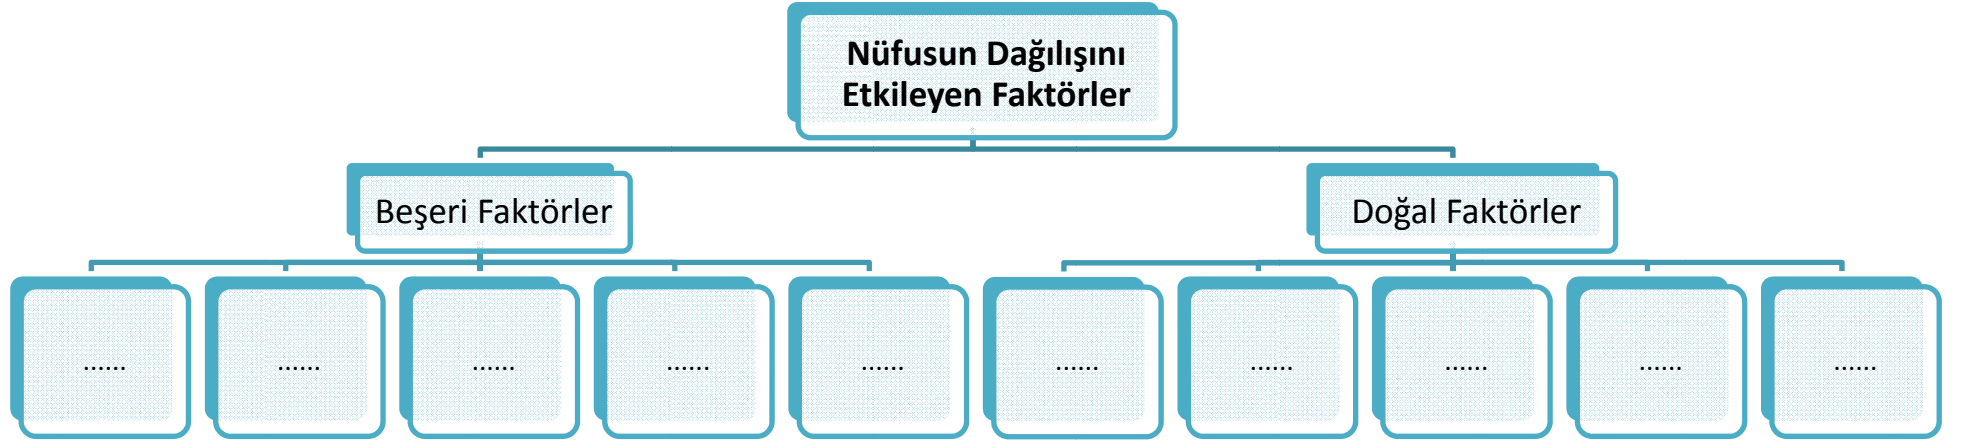 Nüfusun Dağılışını
Etkileyen Faktörler
Beşeri Faktörler
Doğal Faktörler
......
......
......
......
......
......
......
......
......
......